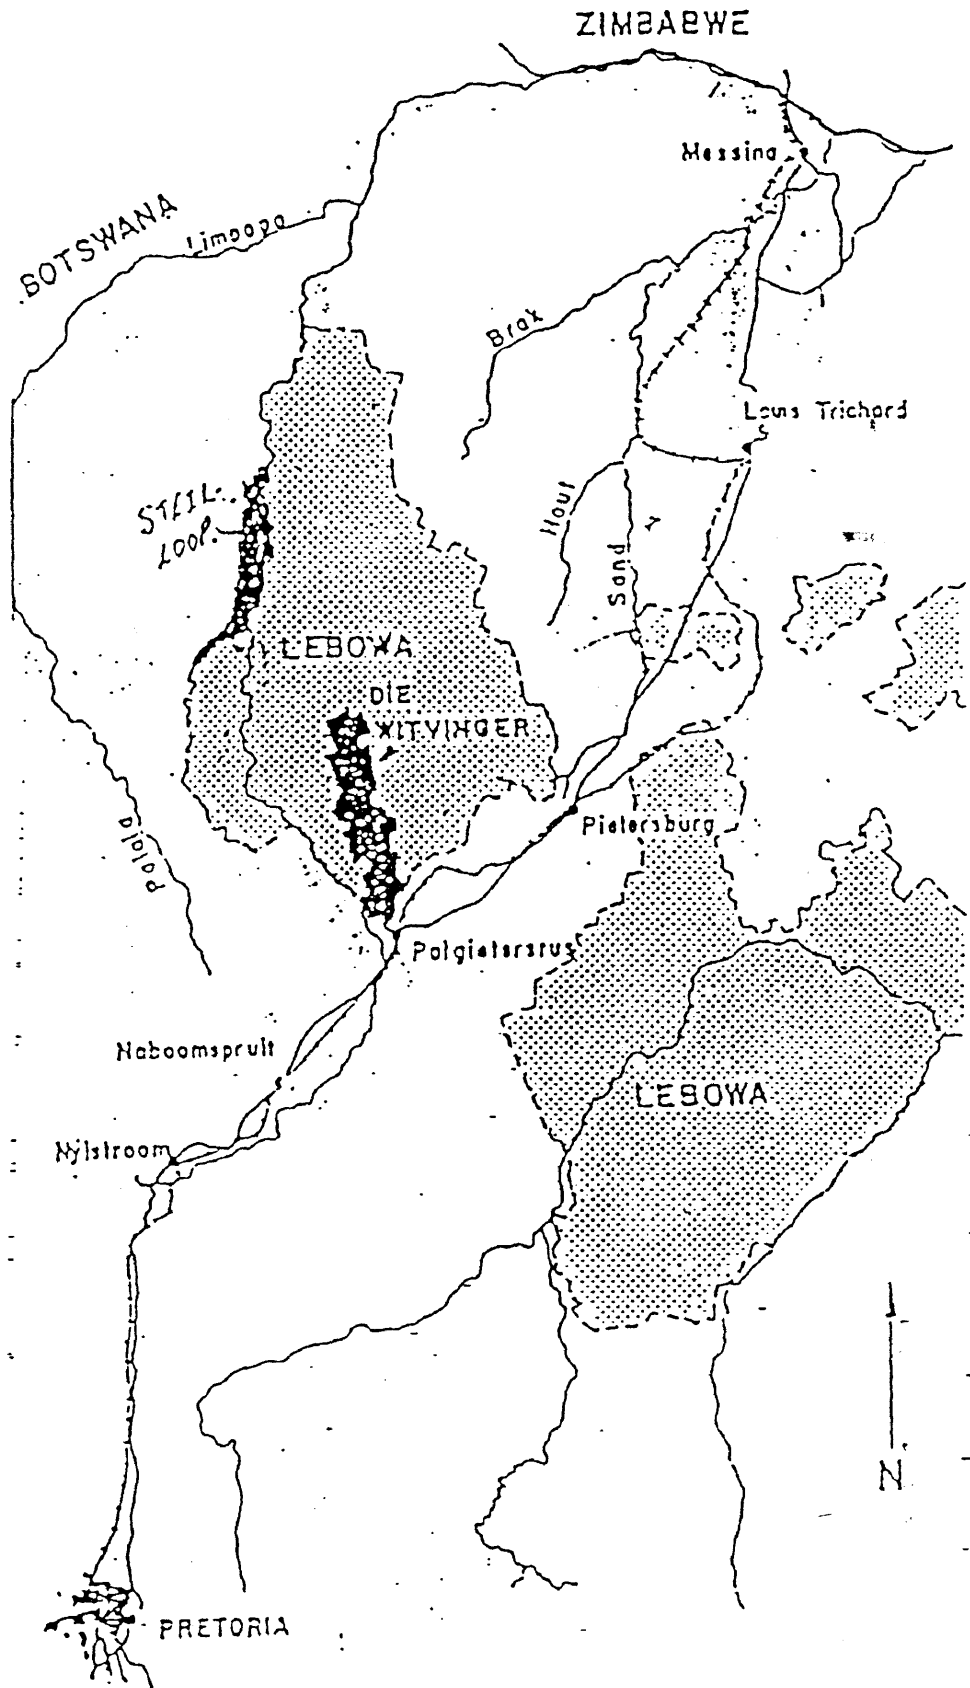 ZIMBABWE
Messina
BOTSWANA
Limpopo
Brak
Louis Trichard
STEIL
LOOP.
Hout
Sand
LEBOWA
DIE
WITVINGER
Pietersburg
Palala
Potgietersrus
Naboomspruit
LEBOWA
Nylstroom
N
PRETORIA